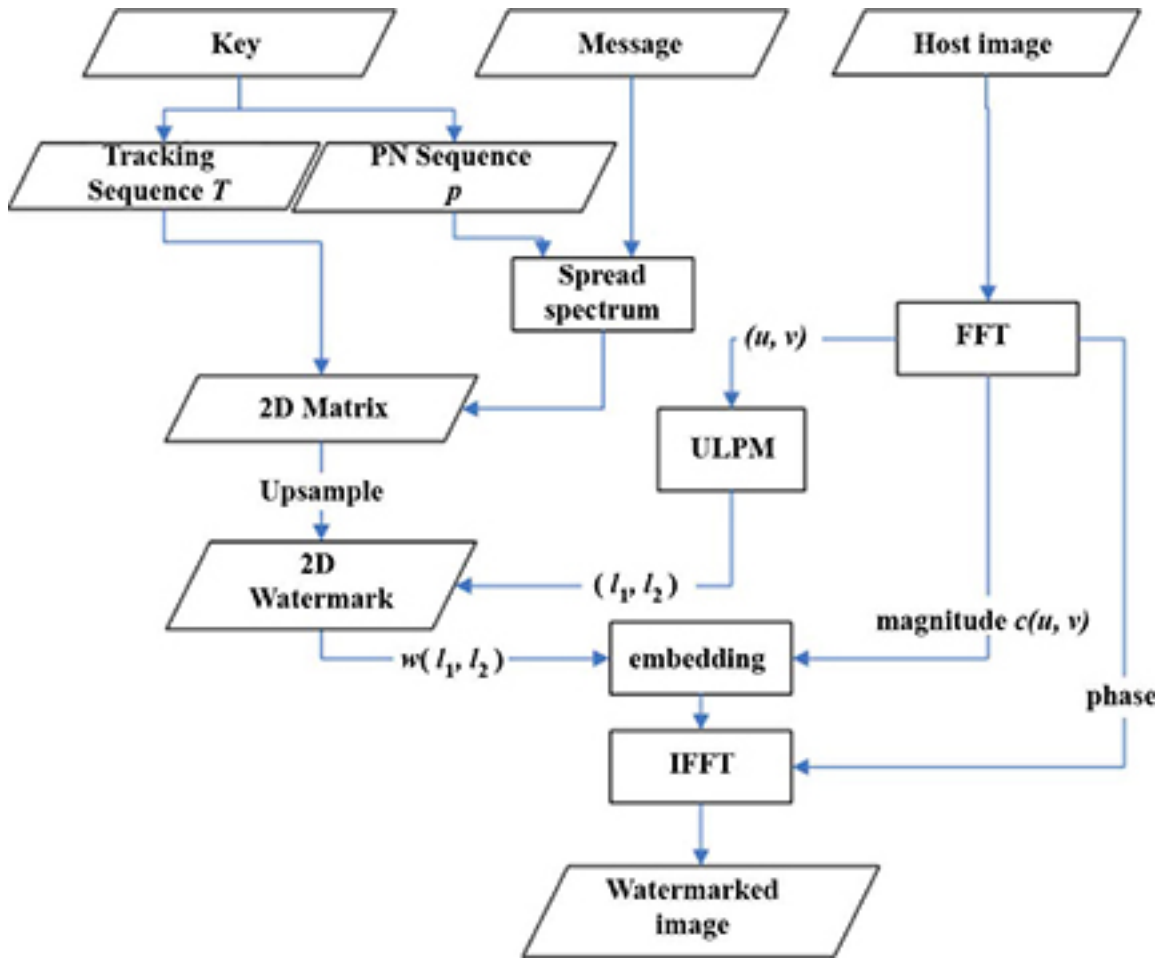 Key
Message
Host image
Tracking
Sequence T
PN Sequence
p
Spread
spectrum
(u, v)
FFT
2D Matrix
ULPM
Upsample
2D
Watermark
( l₁, l₂ )
magnitude c(u, v)
w( l₁, l₂ )
embedding
phase
IFFT
Watermarked
image